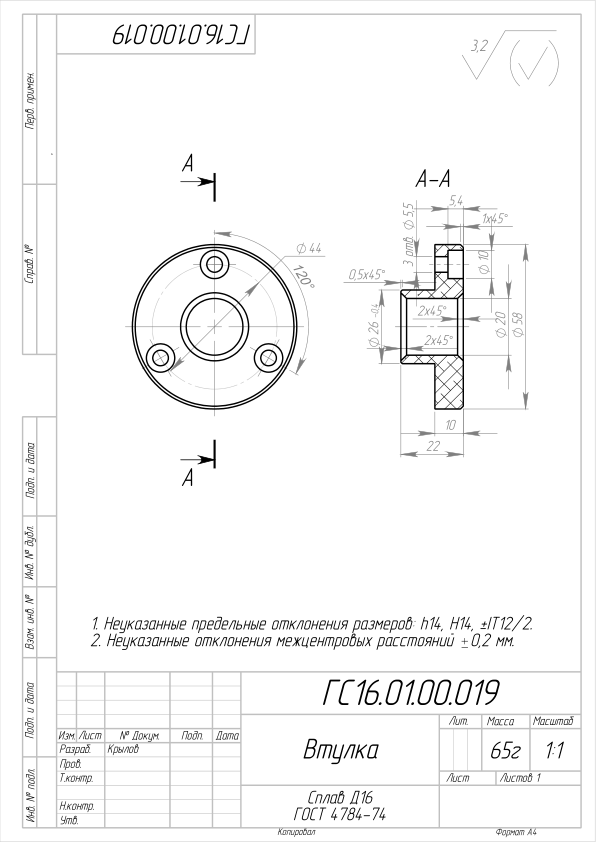 ГС16.01.00.019
3,2
Перв. примен.
Справ. №
Подп. и дата
Инв. № дубл.
Взам. инв. №
Подп. и дата
Инв. № подл.
А
А
∅ 44
120°
А-А
5,4
1х45°
3 отв. ∅ 5,5
∅ 10
0,5х45°
2х45°
2х45°
∅ 26 -0,4
∅ 20
∅ 58
10
22
1. Неуказанные предельные отклонения размеров: h14, H14, ±IT12/2.
2. Неуказанные отклонения межцентровых расстояний ±0,2 мм.
ГС16.01.00.019
Изм. Лист № Докум. Подп. Дата
Разраб. Крылов
Пров.
Т.контр.
Н.контр.
Утв.
Втулка
Лит. Масса Масштаб
65г 1:1
Лист Листов 1
Сплав Д16
ГОСТ 4784-74
Копировал Формат А4